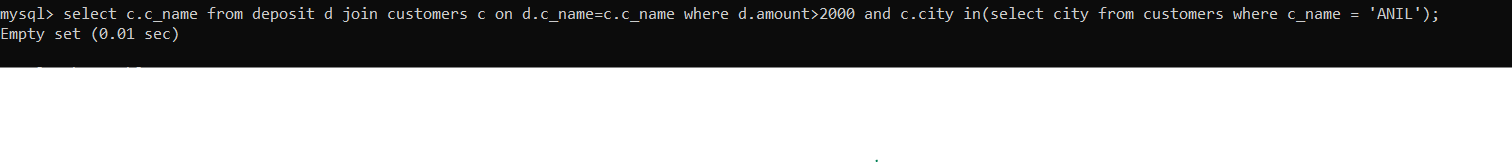 mysql> select c.c_name from deposit d join customers c on d.c_name=c.c_name where d.amount>2000 and c.city in(select city from customers where c_name = 'ANIL');
Empty set (0.01 sec)